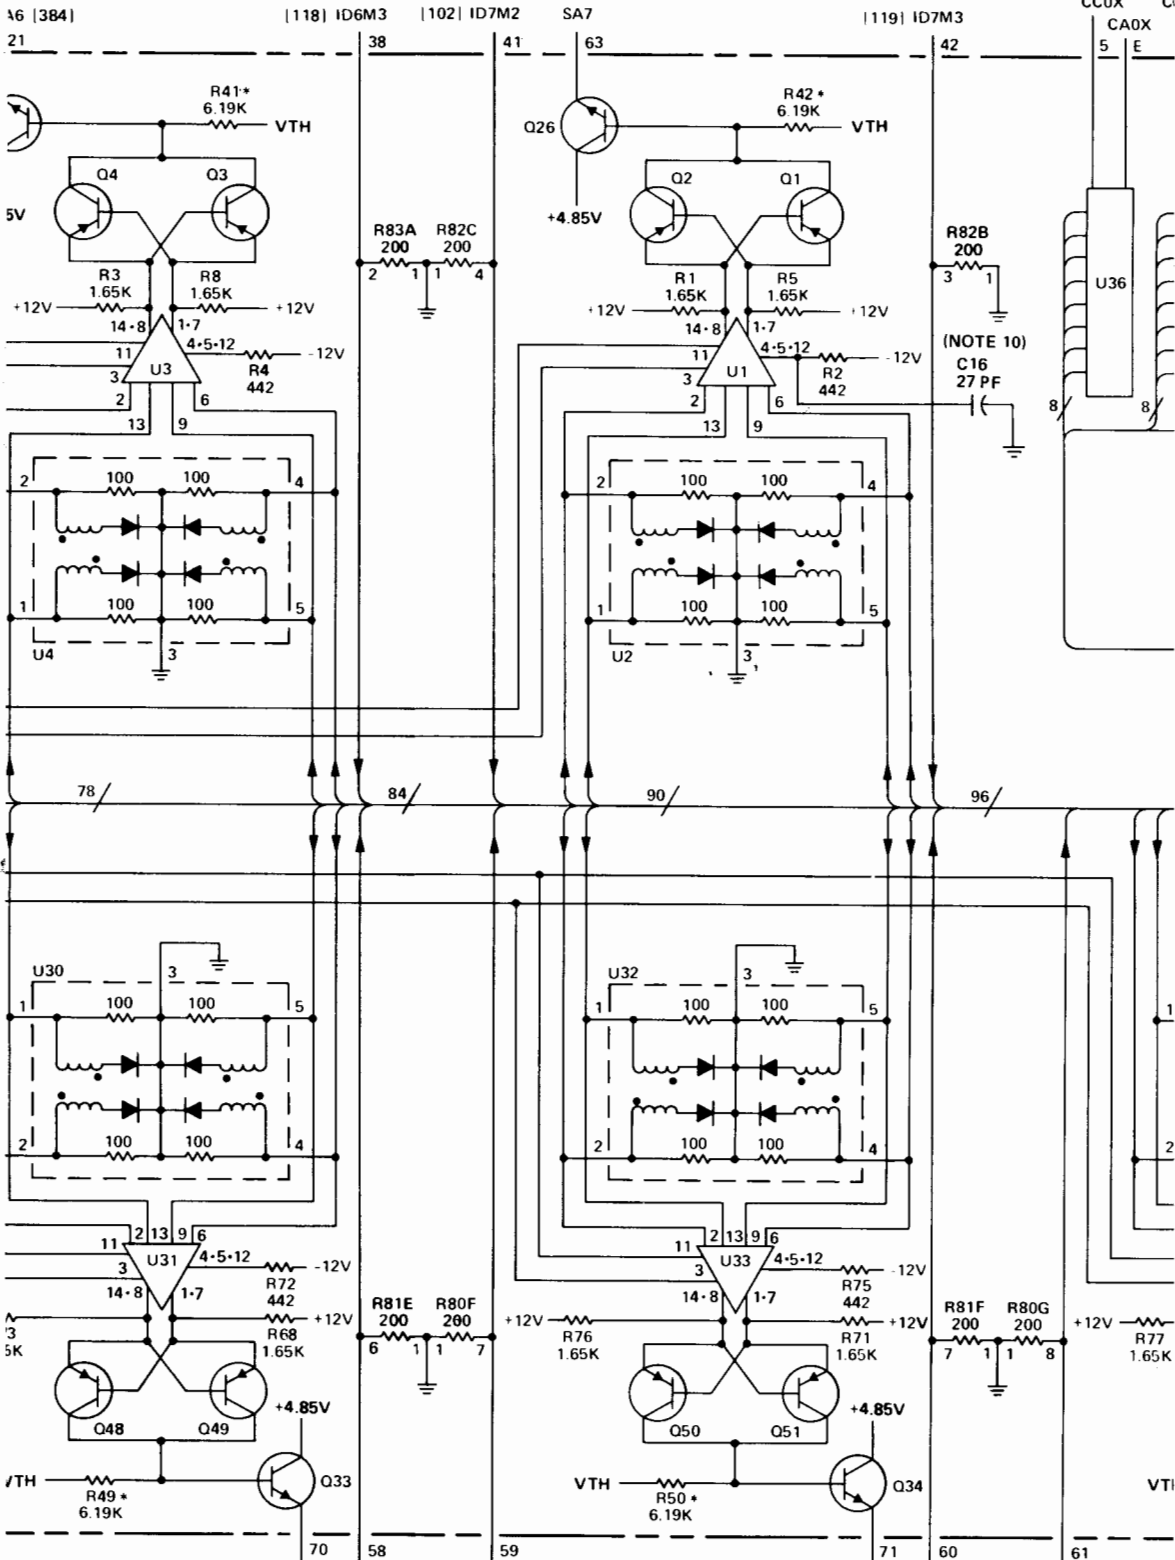 A6 [384]
[118] ID6M3
[102] ID7M2
SA7
[119] ID7M3
CC0X
CA0X
21
38
41
63
42
5
E
R41*
6.19K
VTH
Q26
R42*
6.19K
VTH
Q4
Q3
Q2
Q1
5V
+4.85V
R83A
200
R82C
200
2
1
1
4
R82B
200
3
1
U36
R3
1.65K
R8
1.65K
+12V
+12V
R1
1.65K
R5
1.65K
+12V
+12V
14·8
1·7
4·5·12
11
3
U3
-12V
R4
442
2
13
9
6
14·8
1·7
4·5·12
11
3
U1
-12V
R2
442
2
13
9
6
(NOTE 10)
C16
27 PF
8
8
2
100
100
4
1
100
100
5
U4
3
2
100
100
4
1
100
100
5
U2
3
78
84
90
96
U30
3
1
100
100
5
2
100
100
4
U32
3
1
100
100
5
2
100
100
4
1
2
2
13
9
6
11
3
U31
4·5·12
14·8
1·7
-12V
R72
442
+12V
R68
1.65K
3
5K
R81E
200
R80F
200
6
1
1
7
2
13
9
6
11
3
U33
4·5·12
14·8
1·7
-12V
R75
442
+12V
R76
1.65K
+12V
R71
1.65K
R81F
200
R80G
200
7
1
1
8
+12V
R77
1.65K
Q48
Q49
+4.85V
Q33
VTH
R49*
6.19K
Q50
Q51
+4.85V
Q34
VTH
R50*
6.19K
VT
70
58
59
71
60
61